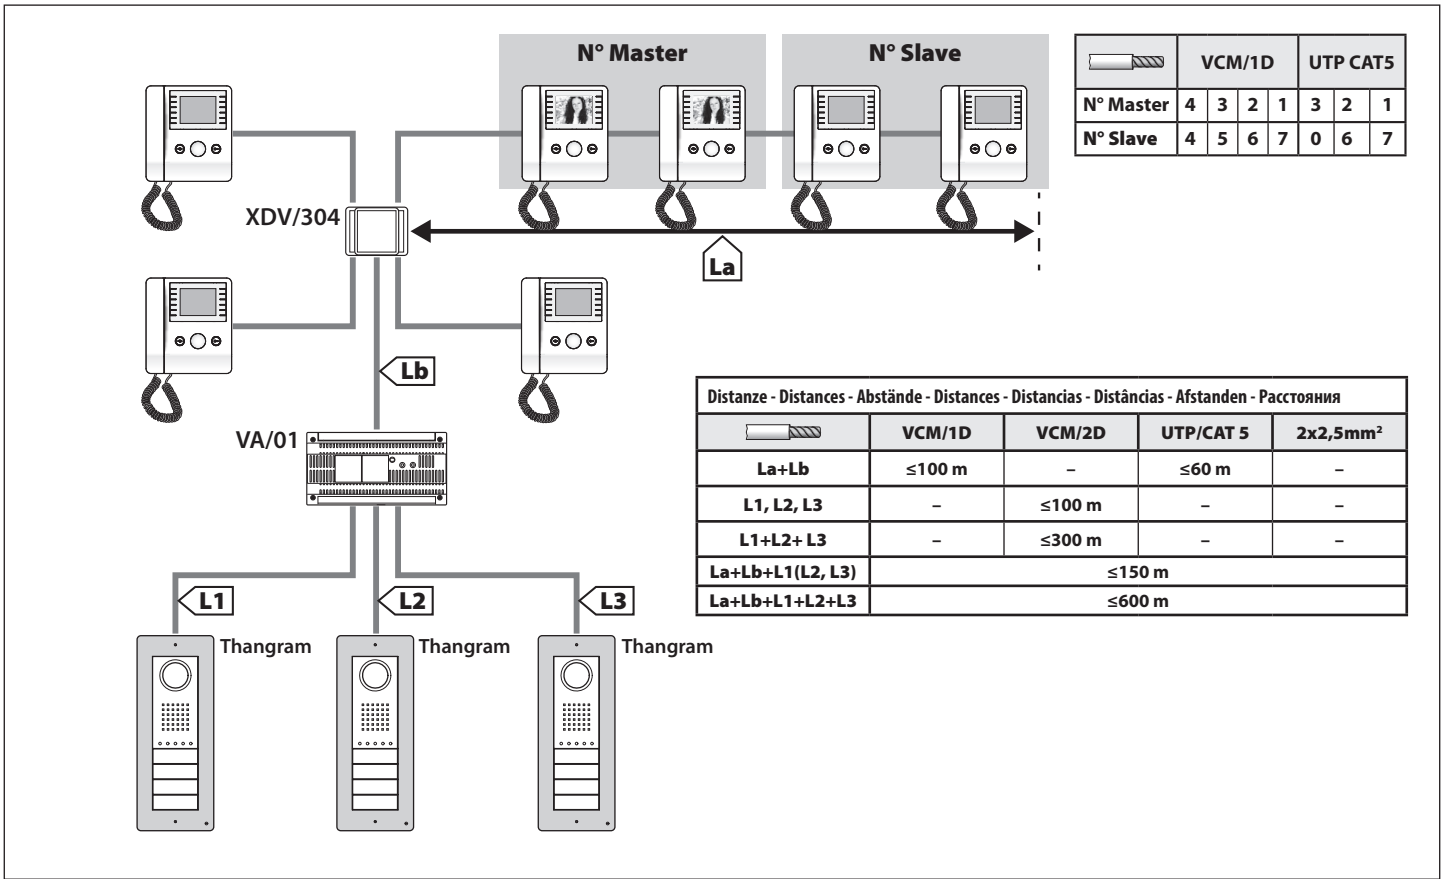 N° Master
N° Slave
VCM/1D UTP CAT5
N° Master 4 3 2 1 3 2 1
N° Slave 4 5 6 7 0 6 7
XDV/304
La
Lb
VA/01
Distanze - Distances - Abstände - Distances - Distancias - Distâncias - Afstanden - Расстояния
VCM/1D VCM/2D UTP/CAT 5 2x2,5mm²
La+Lb ≤100 m – ≤60 m –
L1, L2, L3 – ≤100 m – –
L1+L2+ L3 – ≤300 m – –
La+Lb+L1(L2, L3) ≤150 m
La+Lb+L1+L2+L3 ≤600 m
L1
L2
L3
Thangram
Thangram
Thangram